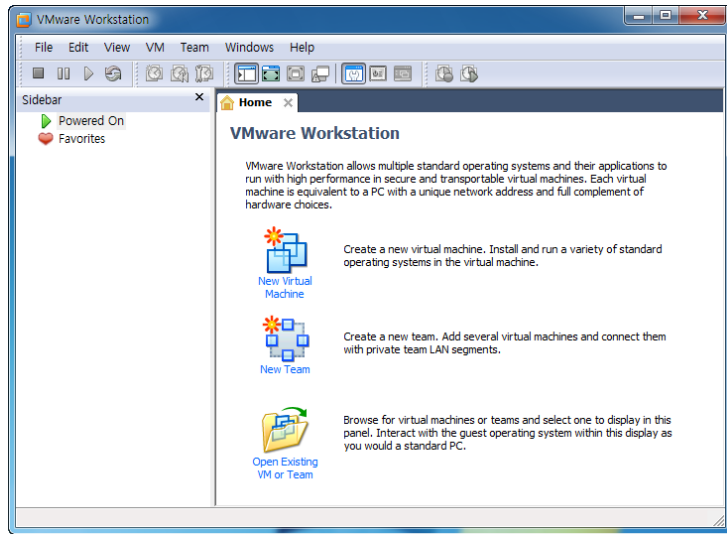 VMware Workstation
File Edit View VM Team Windows Help
Sidebar
Powered On
Favorites
Home
VMware Workstation
VMware Workstation allows multiple standard operating systems and their applications to
run with high performance in secure and transportable virtual machines. Each virtual
machine is equivalent to a PC with a unique network address and full complement of
hardware choices.
New Virtual
Machine
Create a new virtual machine. Install and run a variety of standard
operating systems in the virtual machine.
New Team
Create a new team. Add several virtual machines and connect them
with private team LAN segments.
Open Existing
VM or Team
Browse for virtual machines or teams and select one to display in this
panel. Interact with the guest operating system within this display as
you would a standard PC.